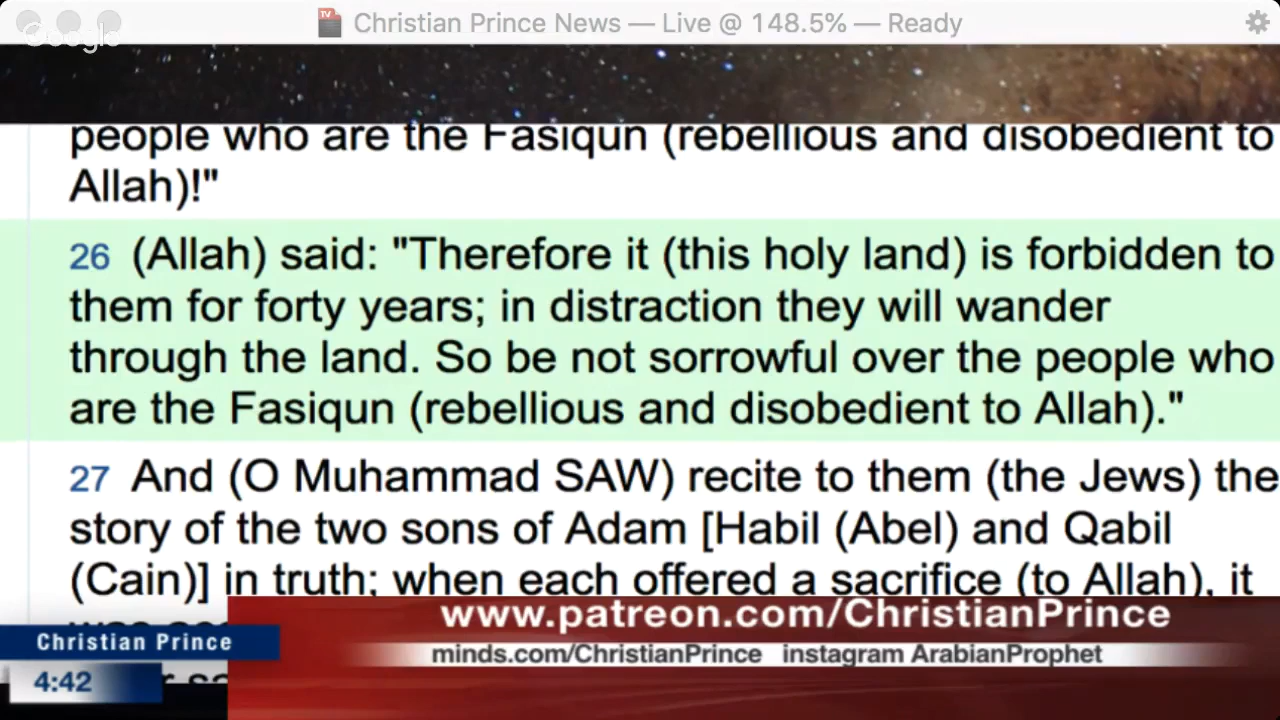 Christian Prince News — Live @ 148.5% — Ready
Google
people who are the Fasiqun (rebellious and disobedient to
Allah)!"
26 (Allah) said: "Therefore it (this holy land) is forbidden to
them for forty years; in distraction they will wander
through the land. So be not sorrowful over the people who
are the Fasiqun (rebellious and disobedient to Allah)."
27 And (O Muhammad SAW) recite to them (the Jews) the
story of the two sons of Adam [Habil (Abel) and Qabil
(Cain)] in truth; when each offered a sacrifice (to Allah), it
www.patreon.com/ChristianPrince
Christian Prince
minds.com/ChristianPrince instagram ArabianProphet
4:42